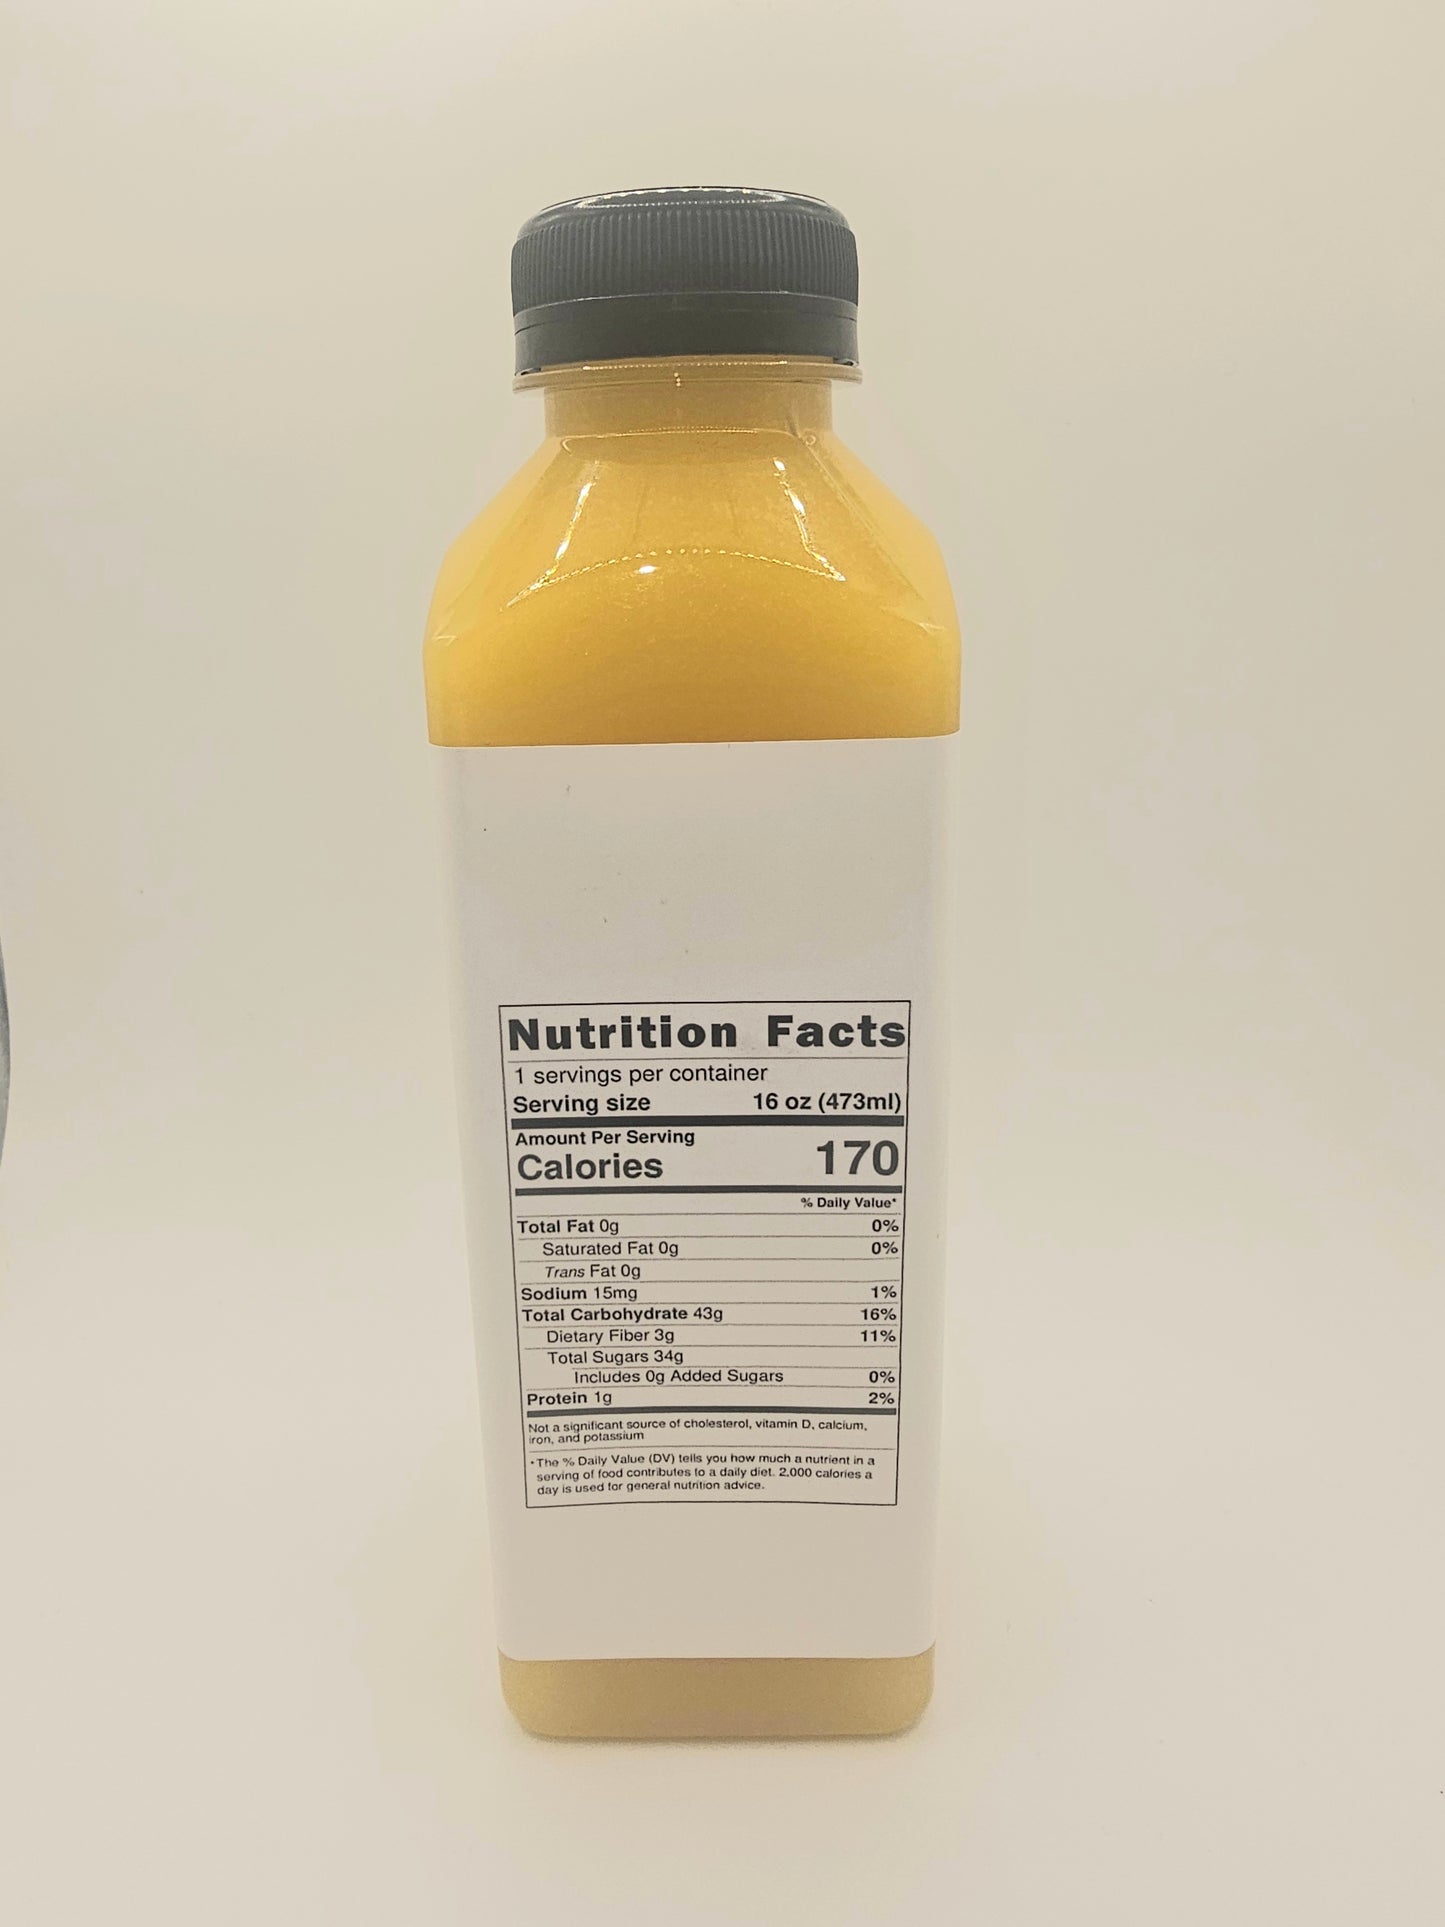 Nutrition Facts
1 servings per container
Serving size 16 oz (473ml)
Amount Per Serving
Calories 170
% Daily Value*
Total Fat 0g 0%
Saturated Fat 0g 0%
Trans Fat 0g
Sodium 15mg 1%
Total Carbohydrate 43g 16%
Dietary Fiber 3g 11%
Total Sugars 34g
Includes 0g Added Sugars 0%
Protein 1g 2%
Not a significant source of cholesterol, vitamin D, calcium,
iron, and potassium
*The % Daily Value (DV) tells you how much a nutrient in a
serving of food contributes to a daily diet. 2,000 calories a
day is used for general nutrition advice.